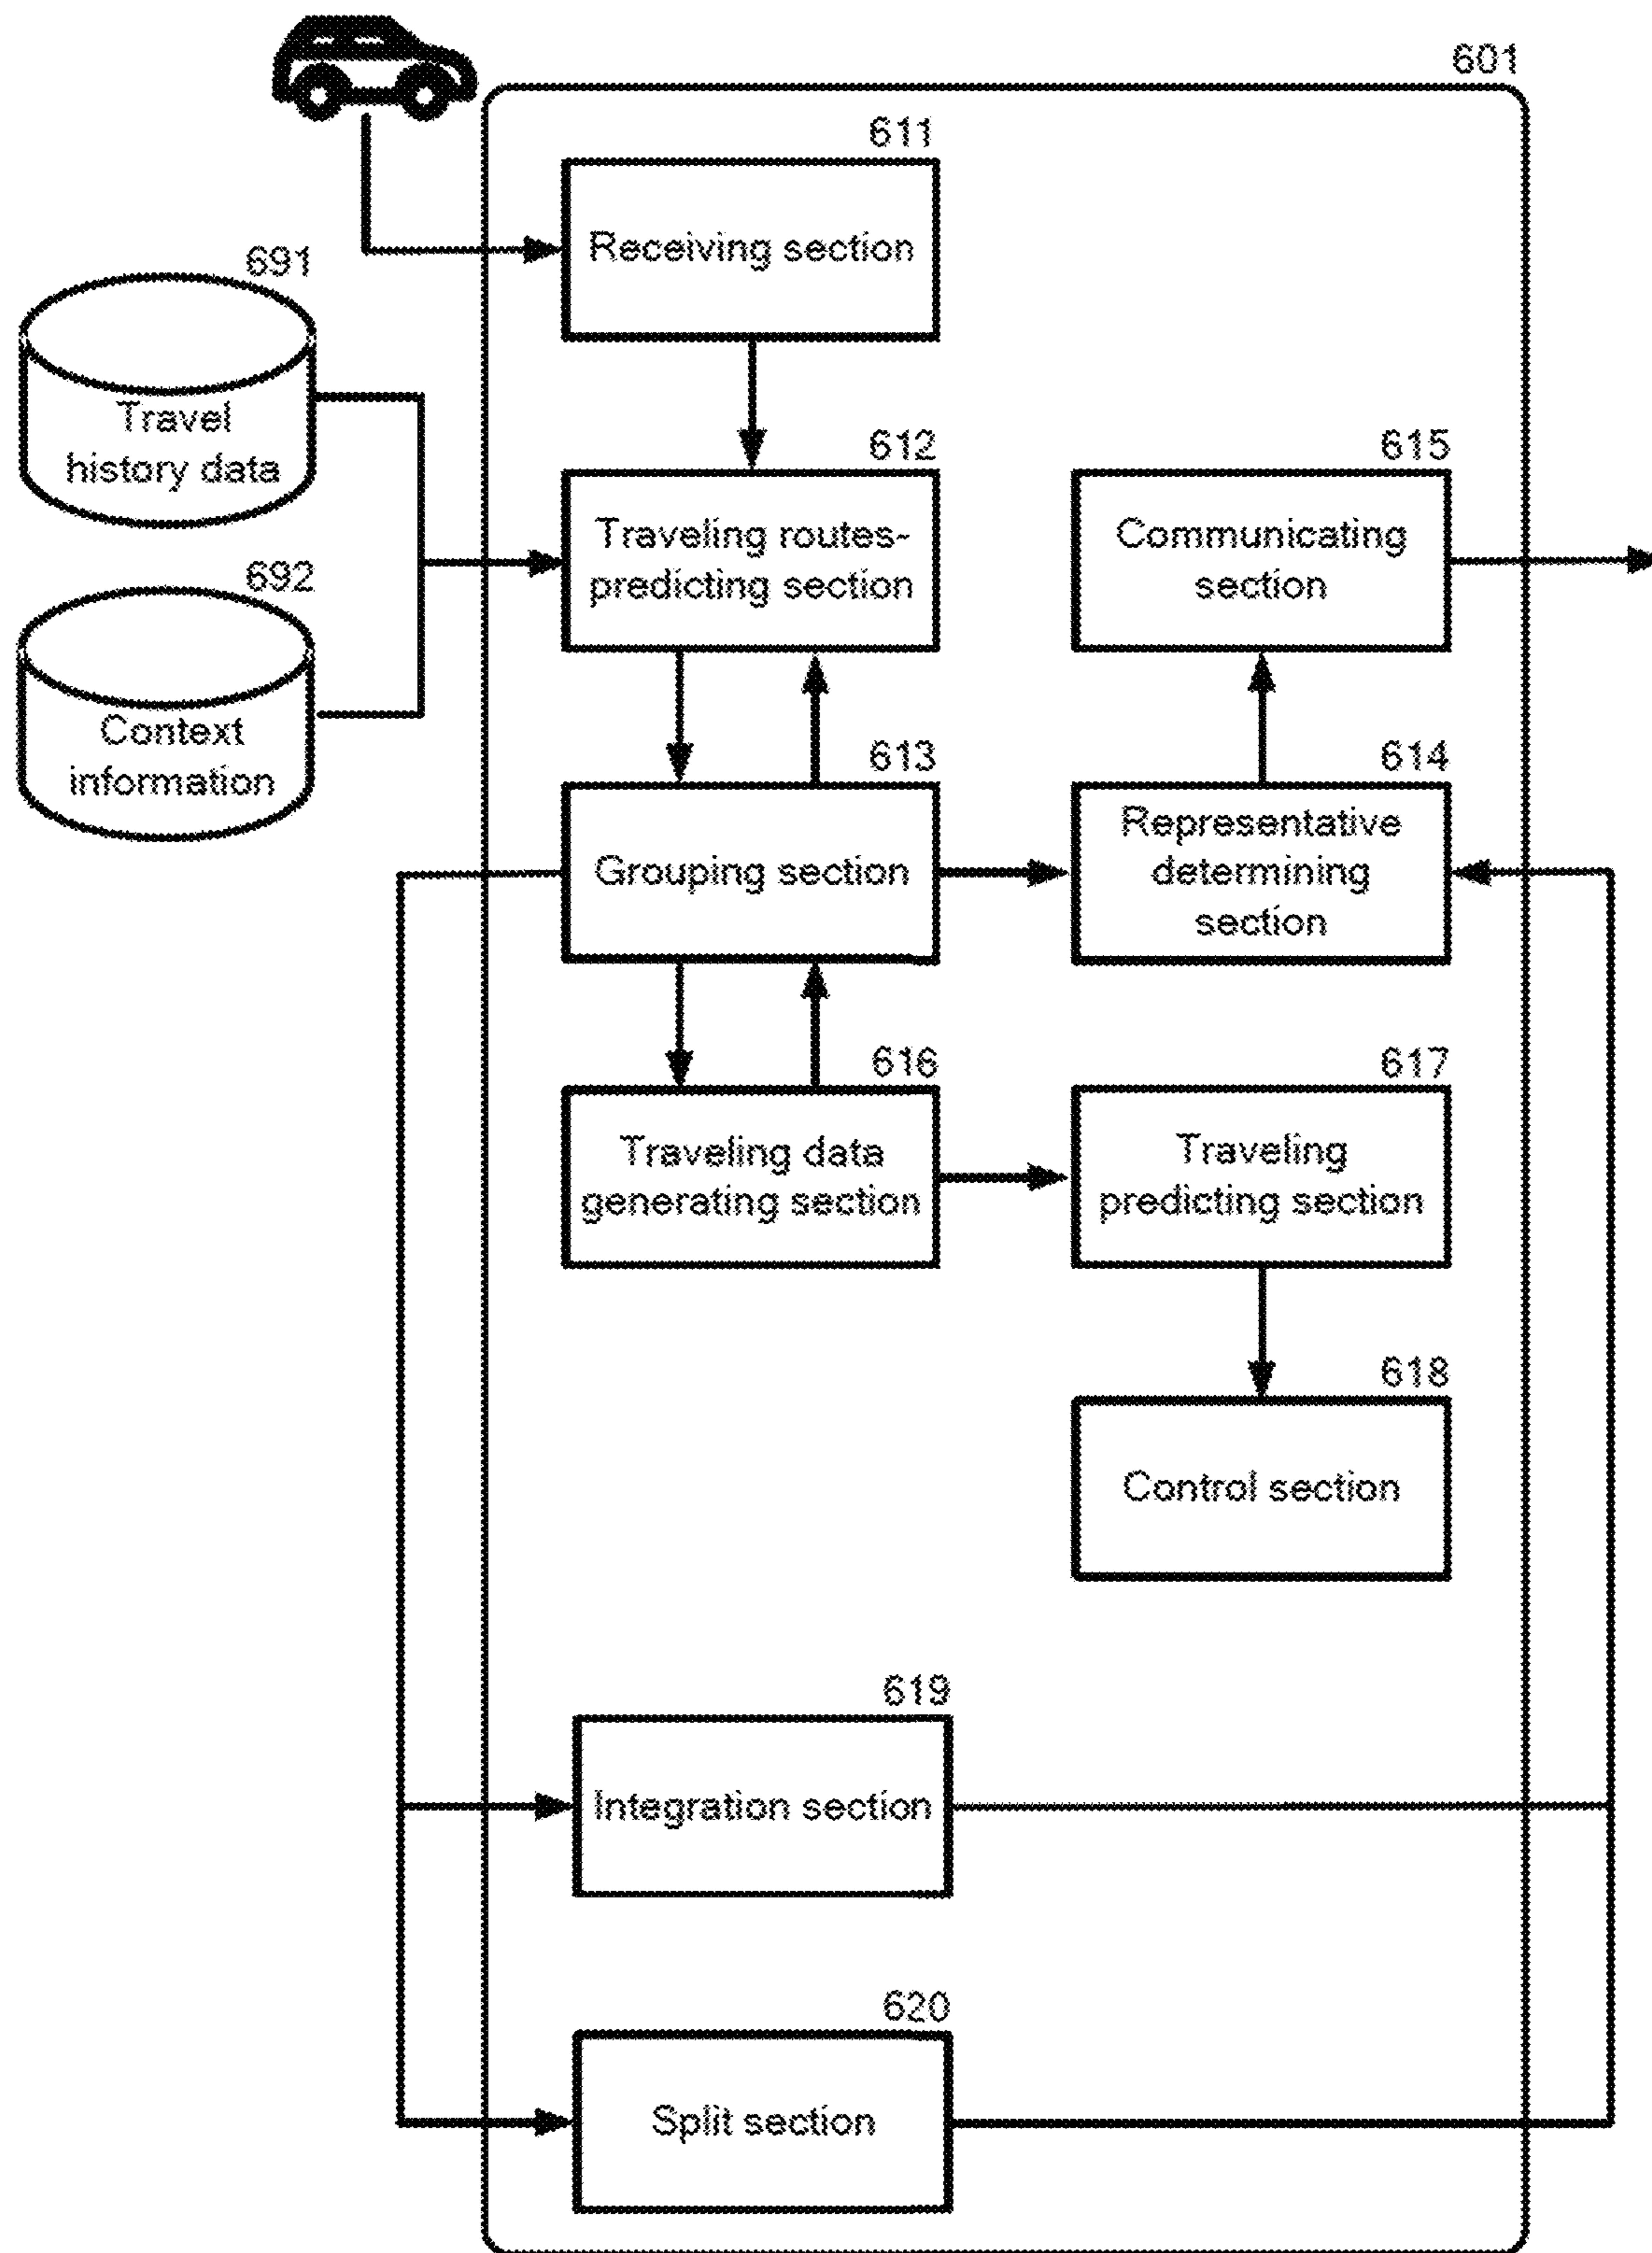 601
611
Receiving section
691
Travel
history data
612
Traveling routes-
predicting section
615
Communicating
section
692
Context
information
613
Grouping section
614
Representative
determining
section
616
Traveling data
generating section
617
Traveling
predicting section
618
Control section
619
Integration section
620
Split section